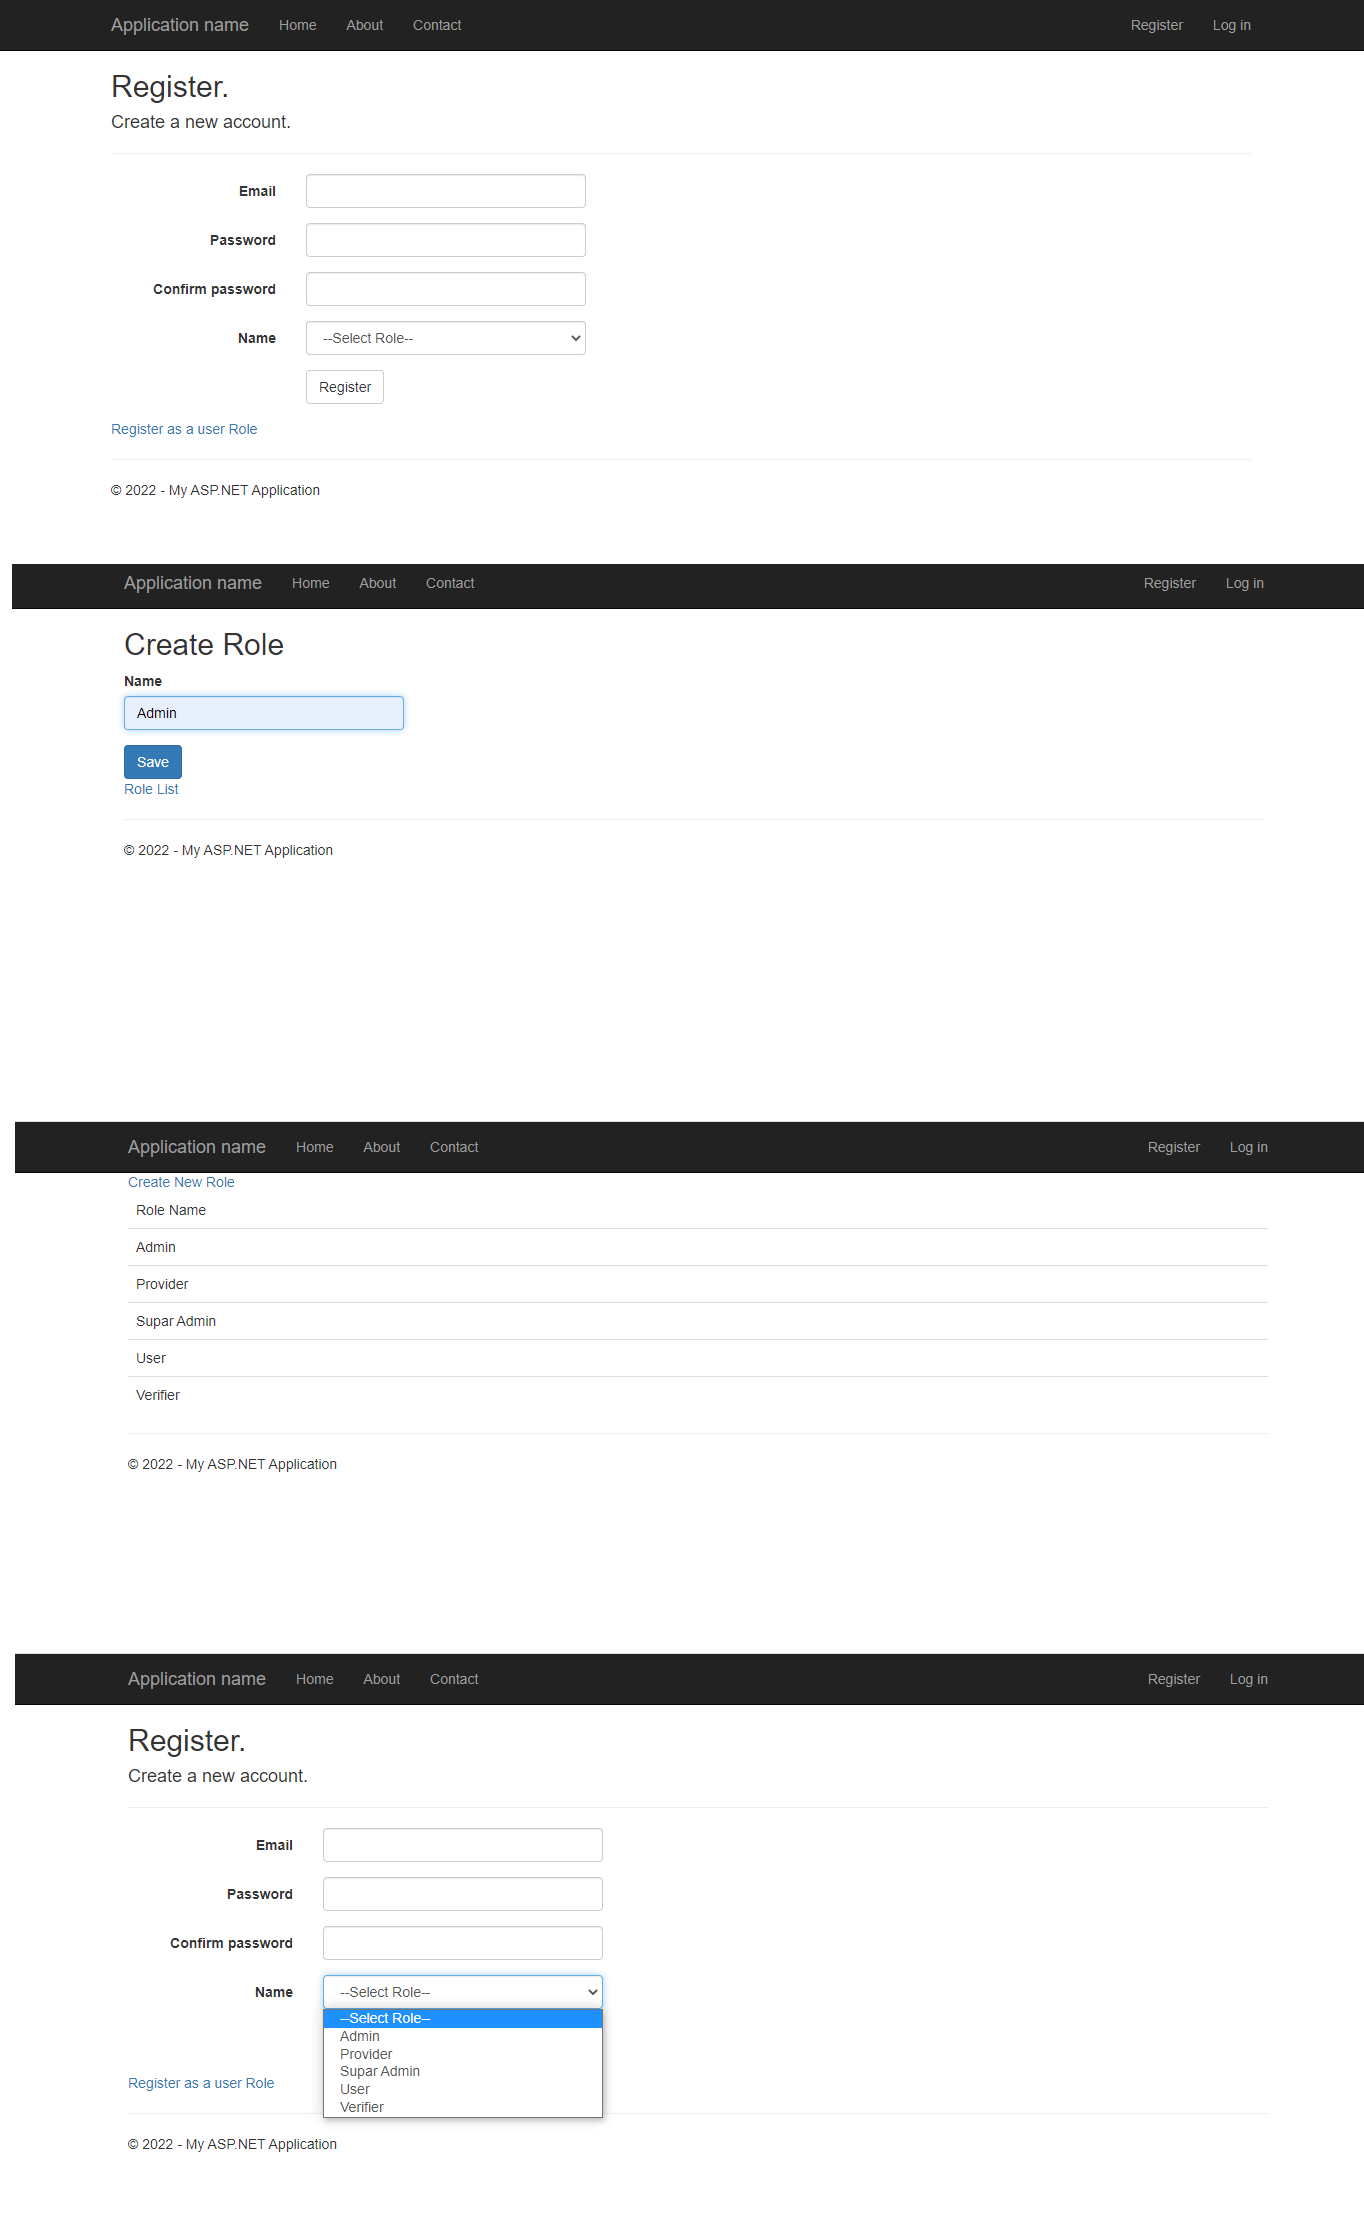 Application name Home About Contact Register Log in
Register.
Create a new account.
Email
Password
Confirm password
Name --Select Role--
Register
Register as a user Role
© 2022 - My ASP.NET Application
Application name Home About Contact Register Log in
Create Role
Name
Admin
Save
Role List
© 2022 - My ASP.NET Application
Application name Home About Contact Register Log in
Create New Role
Role Name
Admin
Provider
Supar Admin
User
Verifier
© 2022 - My ASP.NET Application
Application name Home About Contact Register Log in
Register.
Create a new account.
Email
Password
Confirm password
Name --Select Role--
--Select Role--
Admin
Provider
Supar Admin
User
Verifier
Register as a user Role
© 2022 - My ASP.NET Application